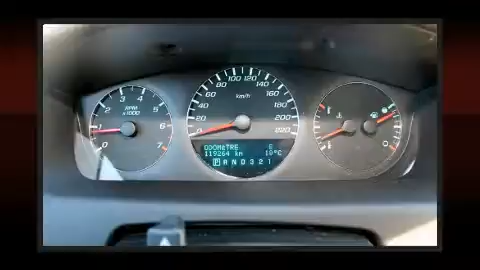 3 4
2 5
1 6
0 7
RPM
x1000
80 100 120 140
60 160
40 180
20 200
0 220
km/h
ODOMETRE E
119264 km 10°C
P R N D 3 2 1